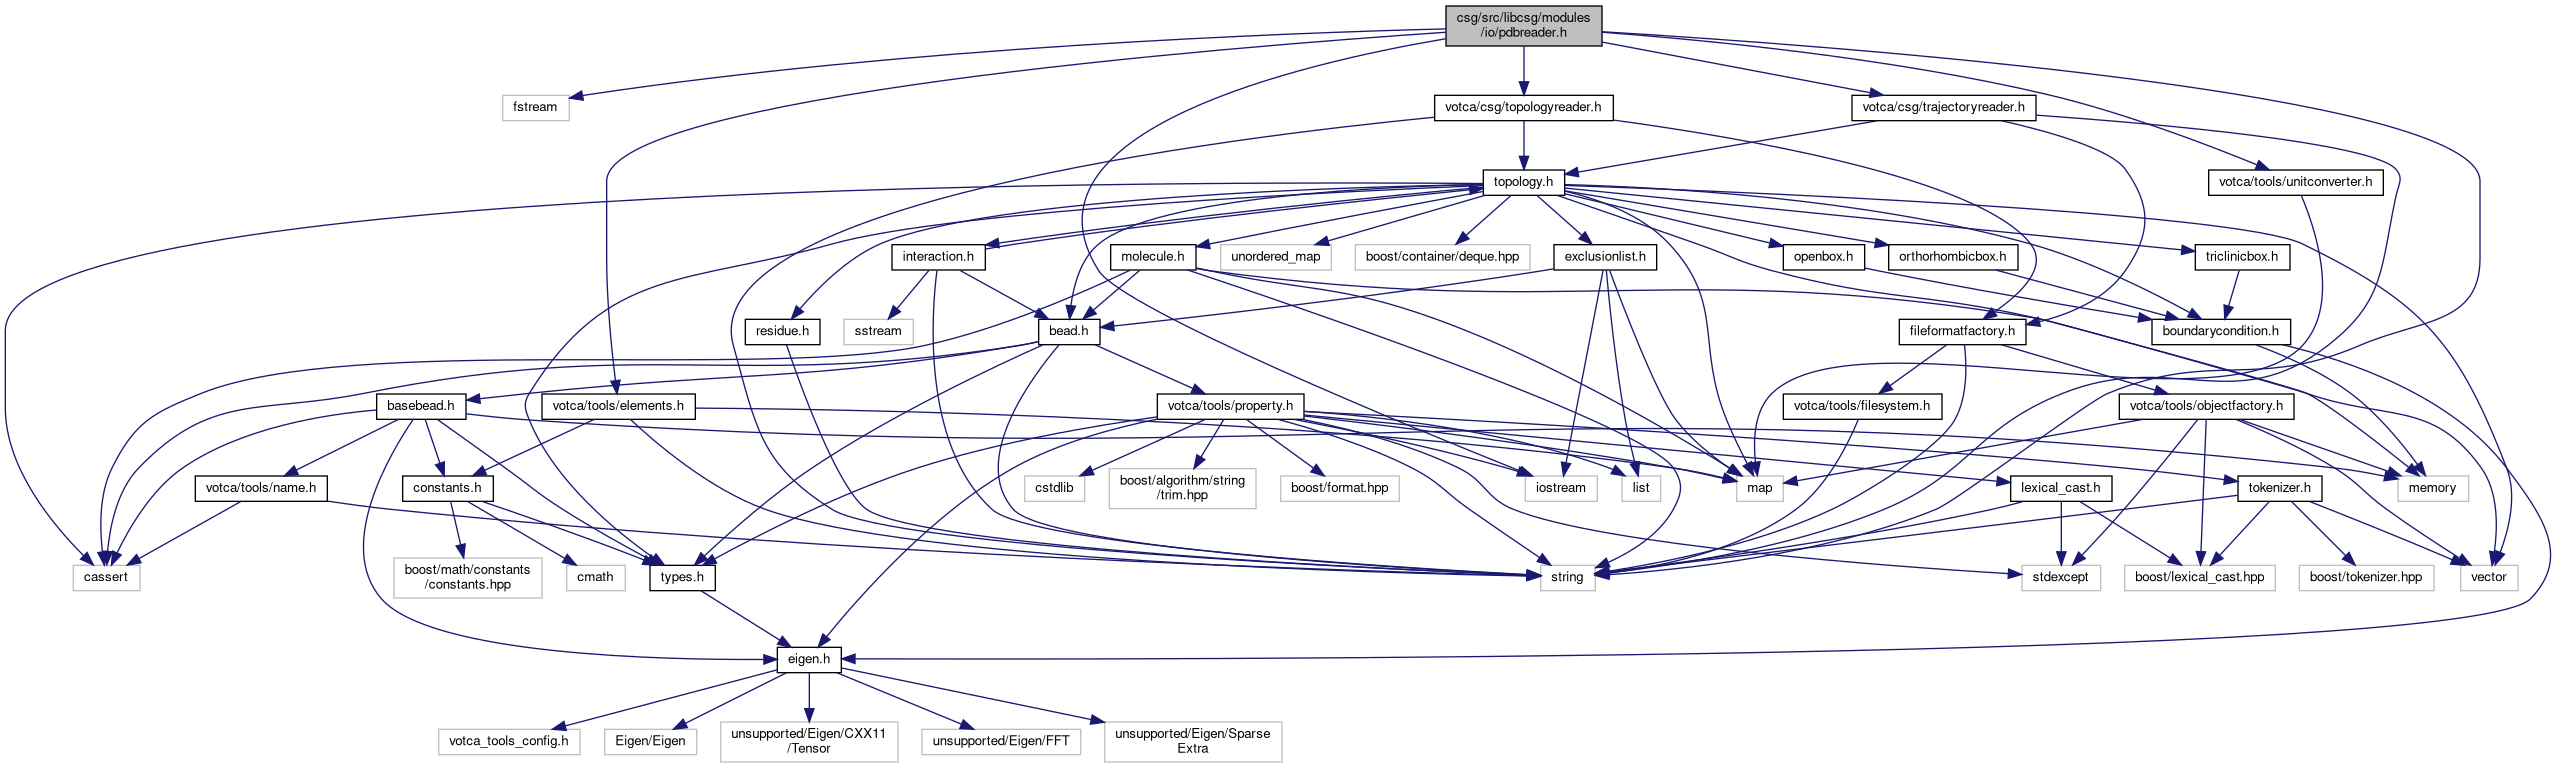 csg/src/libcsg/modules
/io/pdbreader.h
fstream
votca/csg/topologyreader.h
votca/csg/trajectoryreader.h
topology.h
votca/tools/unitconverter.h
interaction.h
molecule.h
unordered_map
boost/container/deque.hpp
exclusionlist.h
openbox.h
orthorhombicbox.h
triclinicbox.h
residue.h
sstream
bead.h
fileformatfactory.h
boundarycondition.h
basebead.h
votca/tools/elements.h
votca/tools/property.h
votca/tools/filesystem.h
votca/tools/objectfactory.h
votca/tools/name.h
constants.h
cstdlib
boost/algorithm/string
/trim.hpp
boost/format.hpp
iostream
list
map
lexical_cast.h
tokenizer.h
memory
cassert
boost/math/constants
/constants.hpp
cmath
types.h
string
stdexcept
boost/lexical_cast.hpp
boost/tokenizer.hpp
vector
eigen.h
votca_tools_config.h
Eigen/Eigen
unsupported/Eigen/CXX11
/Tensor
unsupported/Eigen/FFT
unsupported/Eigen/Sparse
Extra